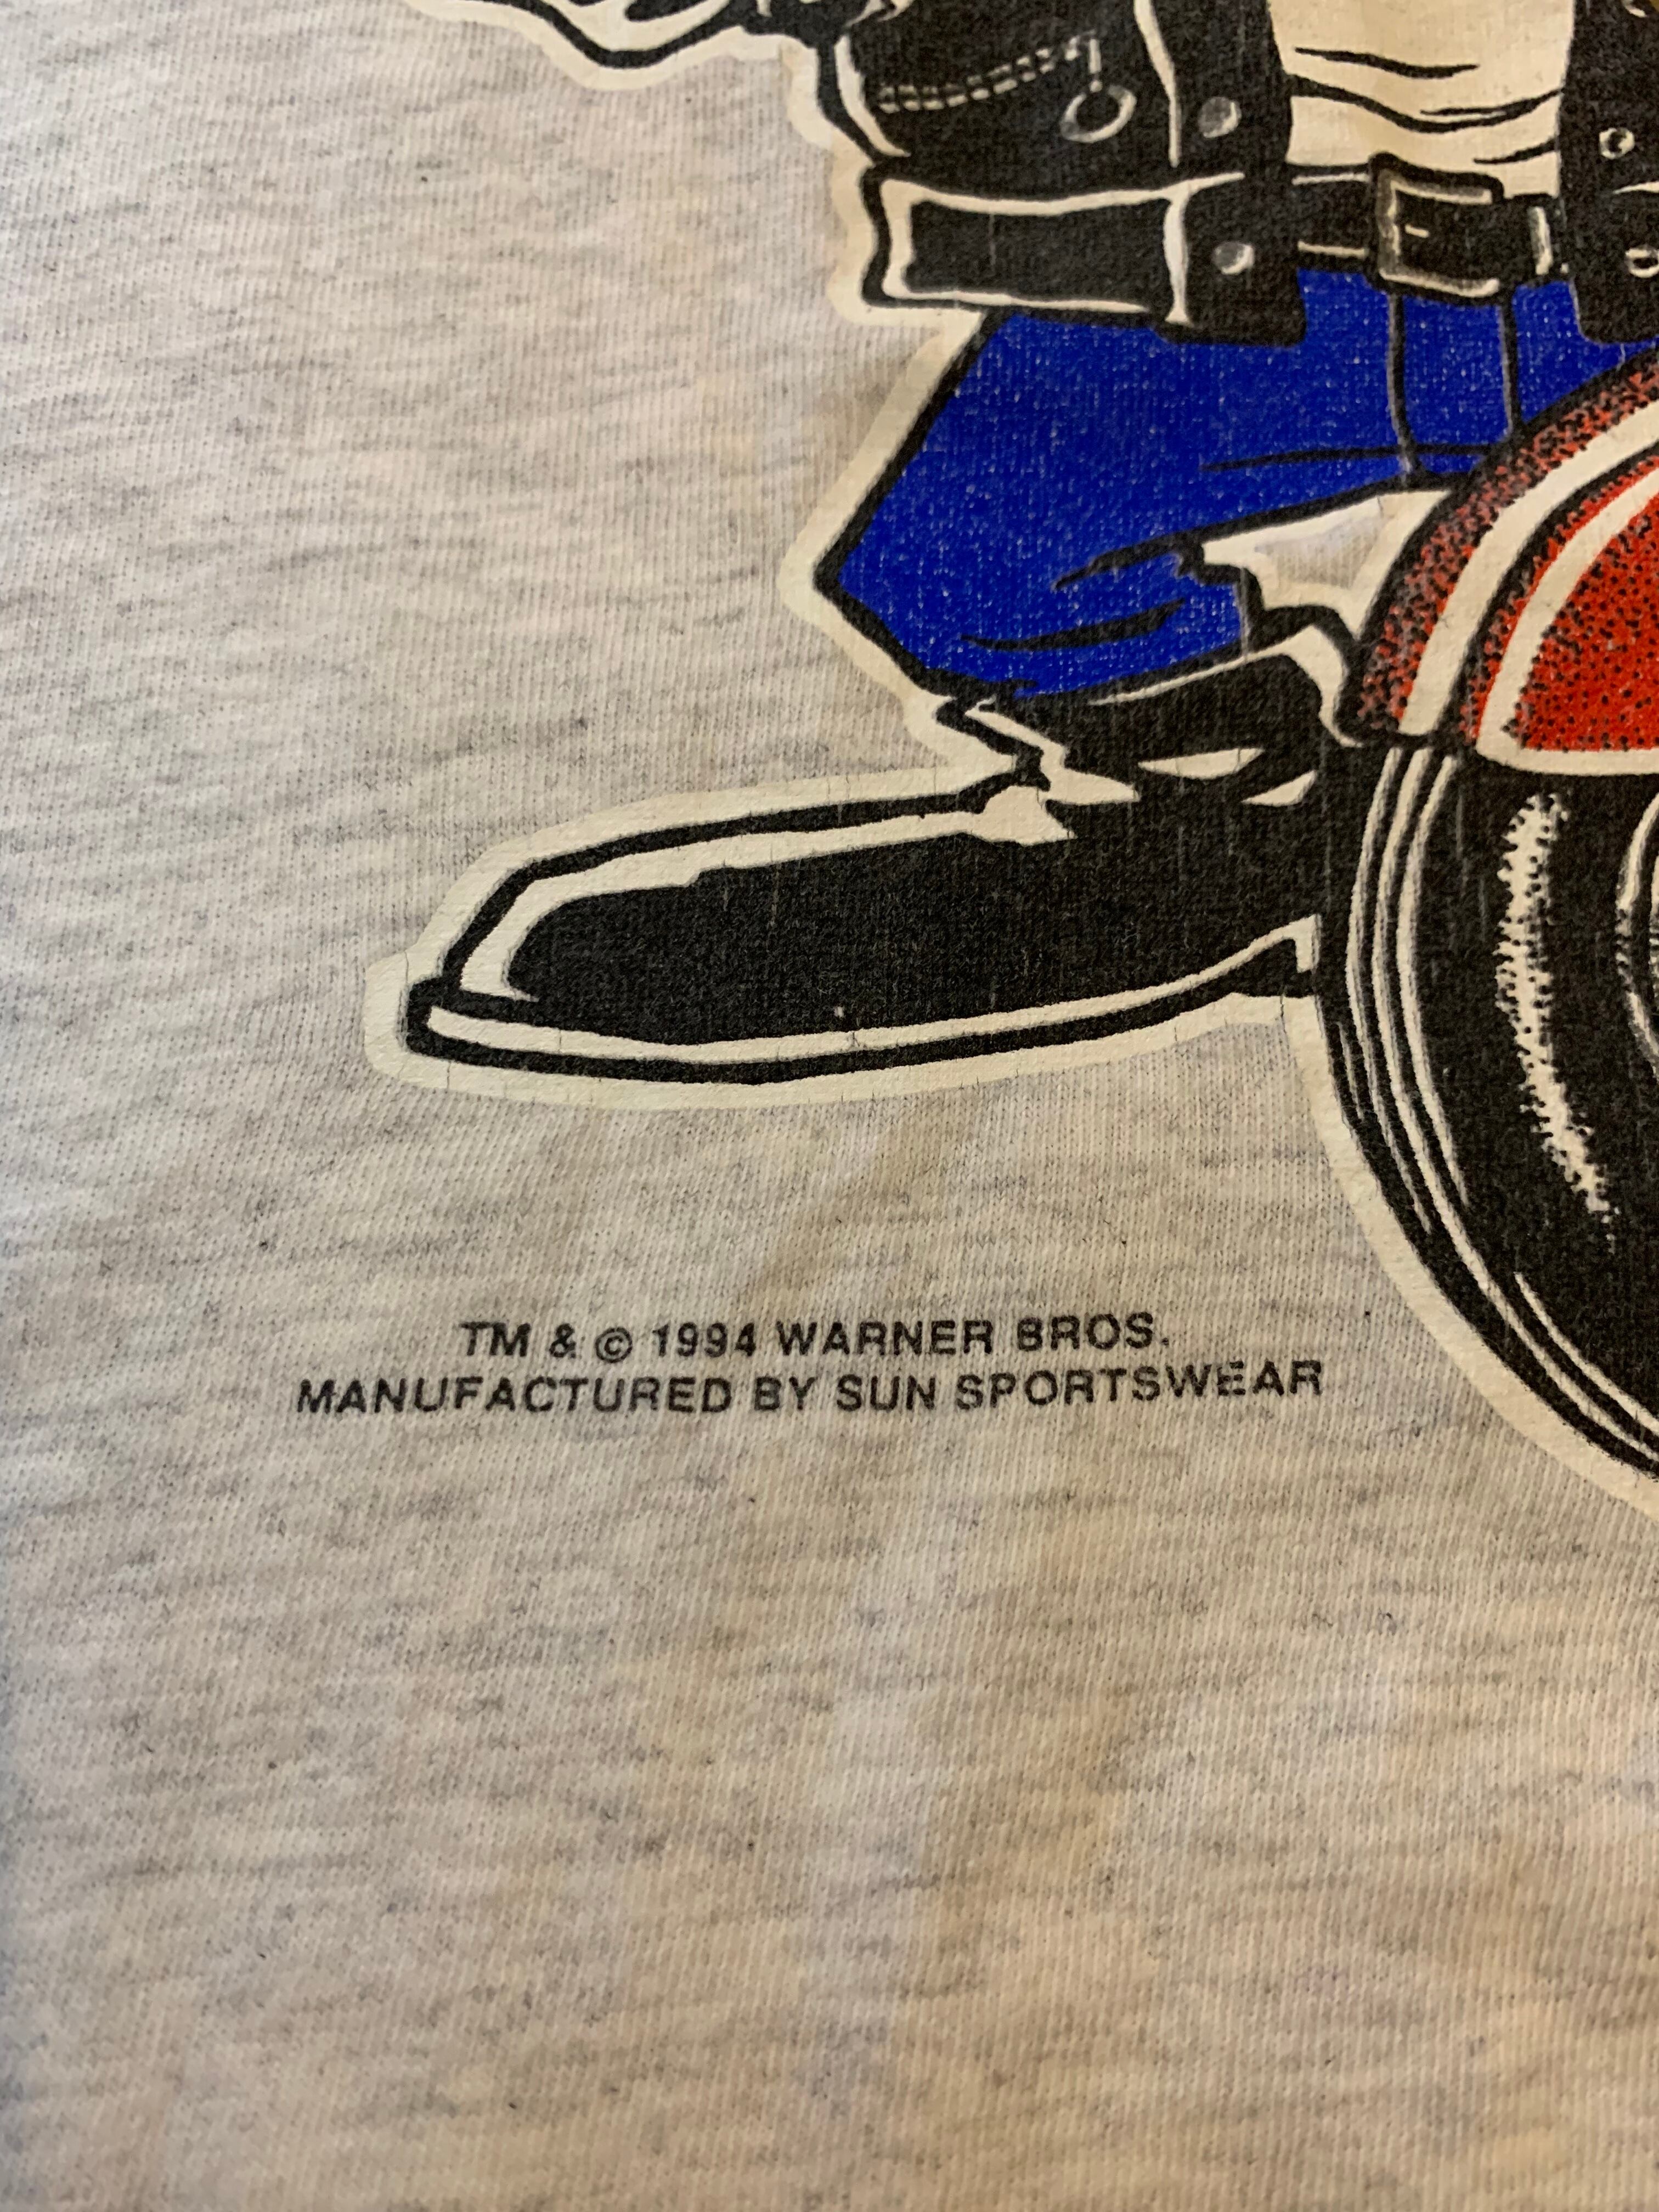 TM & © 1994 WARNER BROS.
MANUFACTURED BY SUN SPORTSWEAR